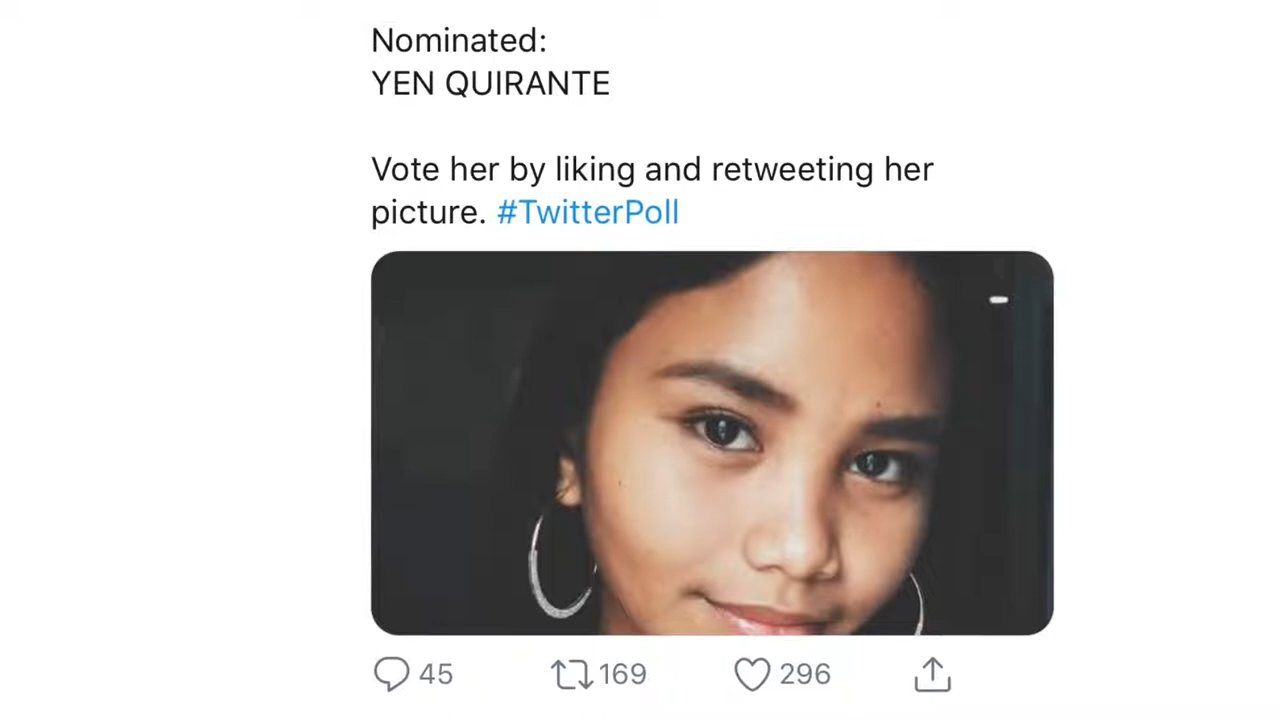 Nominated:
YEN QUIRANTE
Vote her by liking and retweeting her
picture. #TwitterPoll
45 169 296